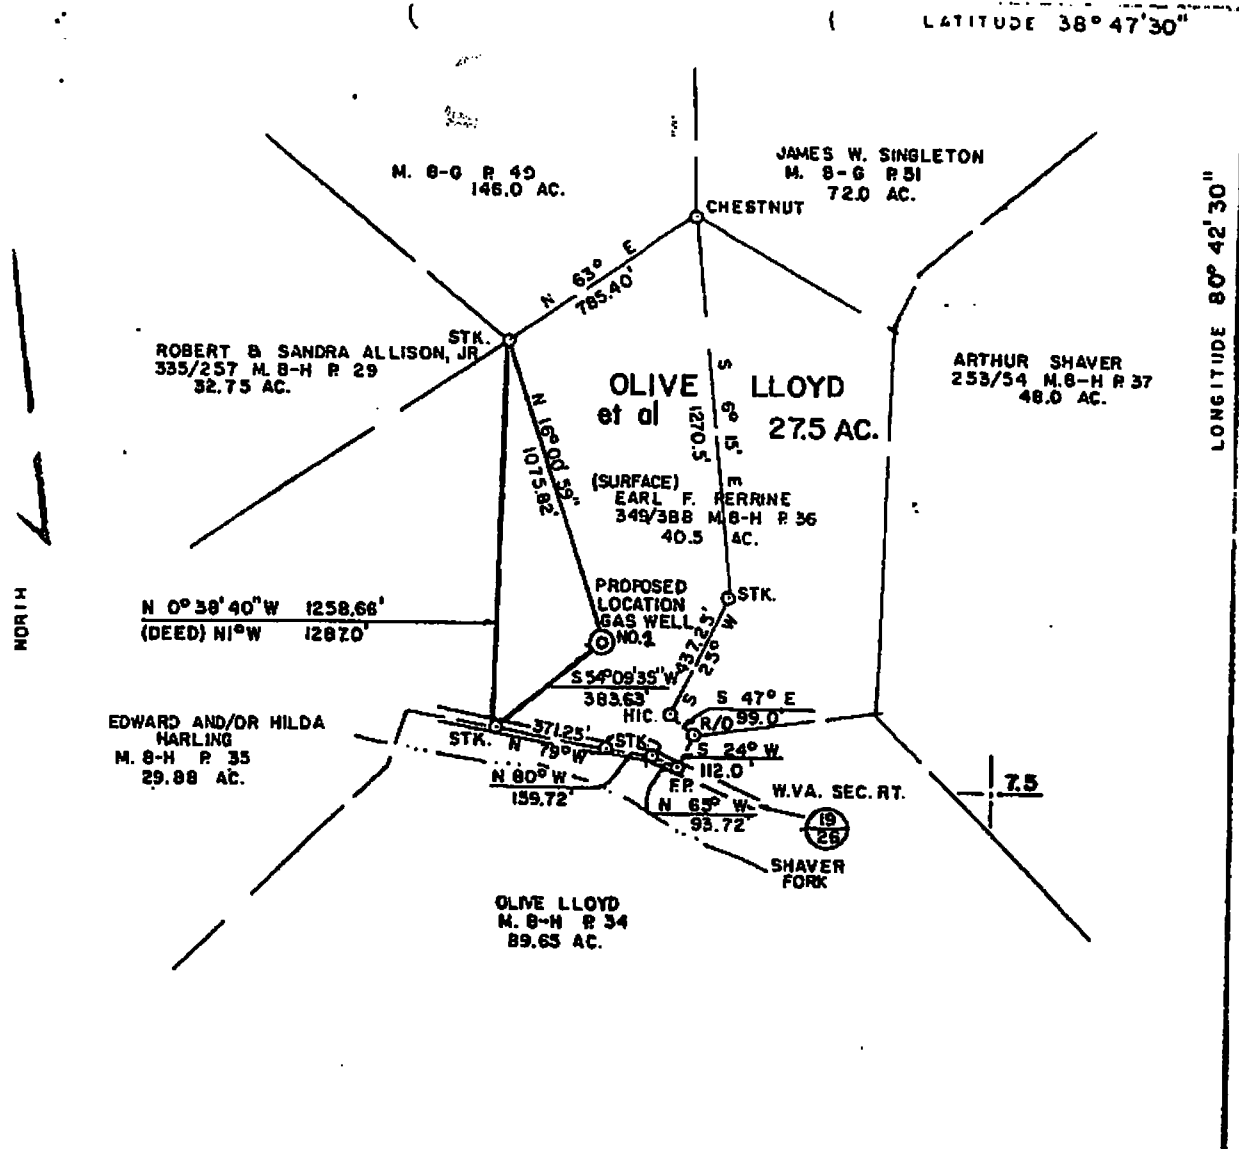 LATITUDE 38° 47'30"
M. 8-G P. 49
146.0 AC.
JAMES W. SINGLETON
M. 8-G P. 31
72.0 AC.
CHESTNUT
LONGITUDE 80° 42' 30"
N 63° E
785.40'
STK.
ROBERT & SANDRA ALLISON, JR
335/257 M. 8-H P. 29
32.75 AC.
ARTHUR SHAVER
253/54 M. 8-H P. 37
48.0 AC.
OLIVE LLOYD
et al
27.5 AC.
S 6° 15' E
1270.5'
N 16° 00' 59"
1075.82'
(SURFACE)
EARL F. PERRINE
349/388 M. 8-H P. 36
40.5 AC.
NORTH
PROPOSED
LOCATION
GAS WELL
NO. 1
STK.
N 0° 38' 40" W 1258.66'
(DEED) N 1° W 1287.0'
437.25'
S 25° W
S 54° 09' 35" W
383.63'
HIC.
S 47° E
R/O 99.0'
EDWARD AND/OR HILDA
HARLING
M. 8-H P. 35
29.88 AC.
STK.
371.25'
N 79° W
STK.
S 24° W
112.0'
N 80° W
159.72'
F.P.
N 65° W
93.72'
W.VA. SEC. RT.
19
26
7.5
SHAVER
FORK
OLIVE LLOYD
M. 8-H P. 34
89.65 AC.